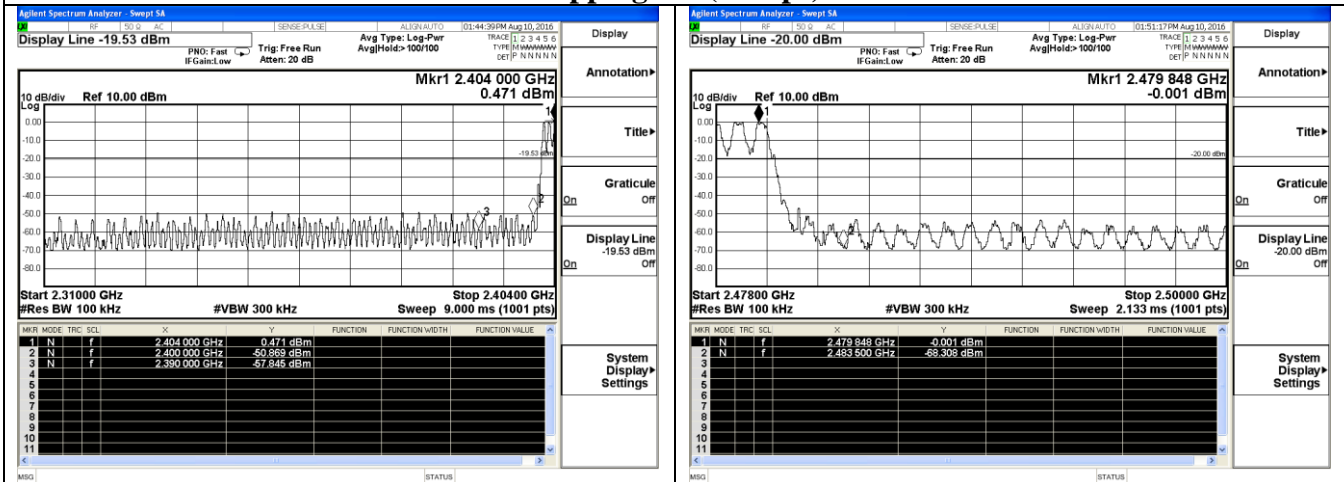 Agilent Spectrum Analyzer - Swept SA
RF 50 Ω AC SENSE:PULSE ALIGN AUTO 01:44:39 PM Aug 10, 2016
Display Line -19.53 dBm
PNO: Fast Trig: Free Run Avg Type: Log-Pwr TRACE 1 2 3 4 5 6
IFGain:Low Atten: 20 dB Avg|Hold:> 100/100 TYPE
DET P N N N N N
Mkr1 2.404 000 GHz
0.471 dBm
10 dB/div Ref 10.00 dBm
Log
1
0.00
-10.0
-19.53 dBm
-20.0
-30.0
-40.0
2
-50.0
3
-60.0
-70.0
-80.0
Start 2.31000 GHz Stop 2.40400 GHz
#Res BW 100 kHz #VBW 300 kHz Sweep 9.000 ms (1001 pts)
MKR MODE TRC SCL X Y FUNCTION FUNCTION WIDTH FUNCTION VALUE
1 N f 2.404 000 GHz 0.471 dBm
2 N f 2.400 000 GHz -50.869 dBm
3 N f 2.390 000 GHz -57.845 dBm
4
5
6
7
8
9
10
11
MSG STATUS
Display
Annotation
Title
Graticule
On Off
Display Line
-19.53 dBm
On Off
System
Display
Settings
Agilent Spectrum Analyzer - Swept SA
RF 50 Ω AC SENSE:PULSE ALIGN AUTO 01:51:17 PM Aug 10, 2016
Display Line -20.00 dBm
PNO: Fast Trig: Free Run Avg Type: Log-Pwr TRACE 1 2 3 4 5 6
IFGain:Low Atten: 20 dB Avg|Hold:> 100/100 TYPE
DET P N N N N N
Mkr1 2.479 848 GHz
-0.001 dBm
10 dB/div Ref 10.00 dBm
Log
1
0.00
-10.0
-20.00 dBm
-20.0
-30.0
-40.0
-50.0
-60.0
2
-70.0
-80.0
Start 2.47800 GHz Stop 2.50000 GHz
#Res BW 100 kHz #VBW 300 kHz Sweep 2.133 ms (1001 pts)
MKR MODE TRC SCL X Y FUNCTION FUNCTION WIDTH FUNCTION VALUE
1 N f 2.479 848 GHz -0.001 dBm
2 N f 2.483 500 GHz -68.308 dBm
3
4
5
6
7
8
9
10
11
MSG STATUS
Display
Annotation
Title
Graticule
On Off
Display Line
-20.00 dBm
On Off
System
Display
Settings